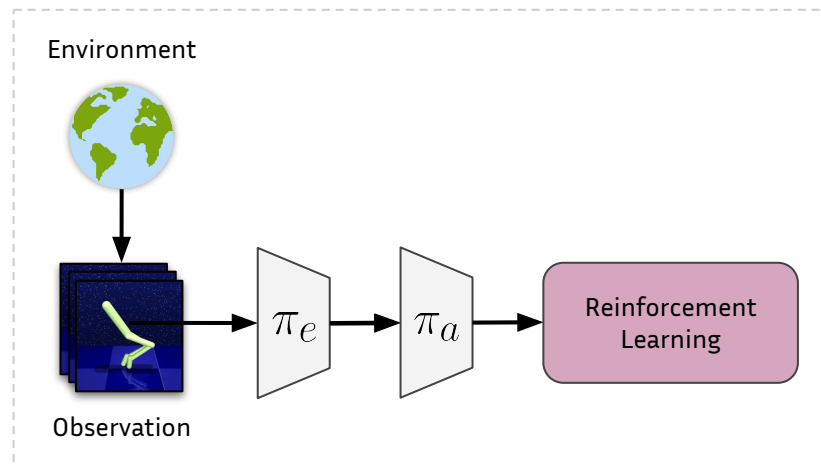 Environment
π_e
π_a
Reinforcement
Learning
Observation